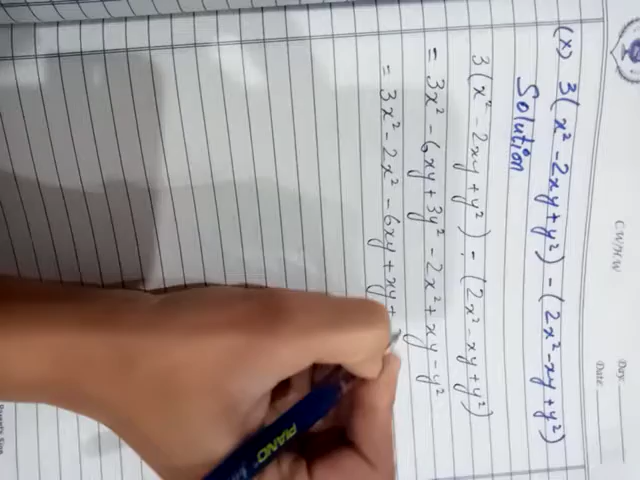 CW/HW
Day:
Date:
(x) 3(x² - 2xy + y²) - (2x² - xy + y²)
Solution
3(x² - 2xy + y²) - (2x² - xy + y²)
= 3x² - 6xy + 3y² - 2x² + xy - y²
= 3x² - 2x² - 6xy + xy +
PIANO